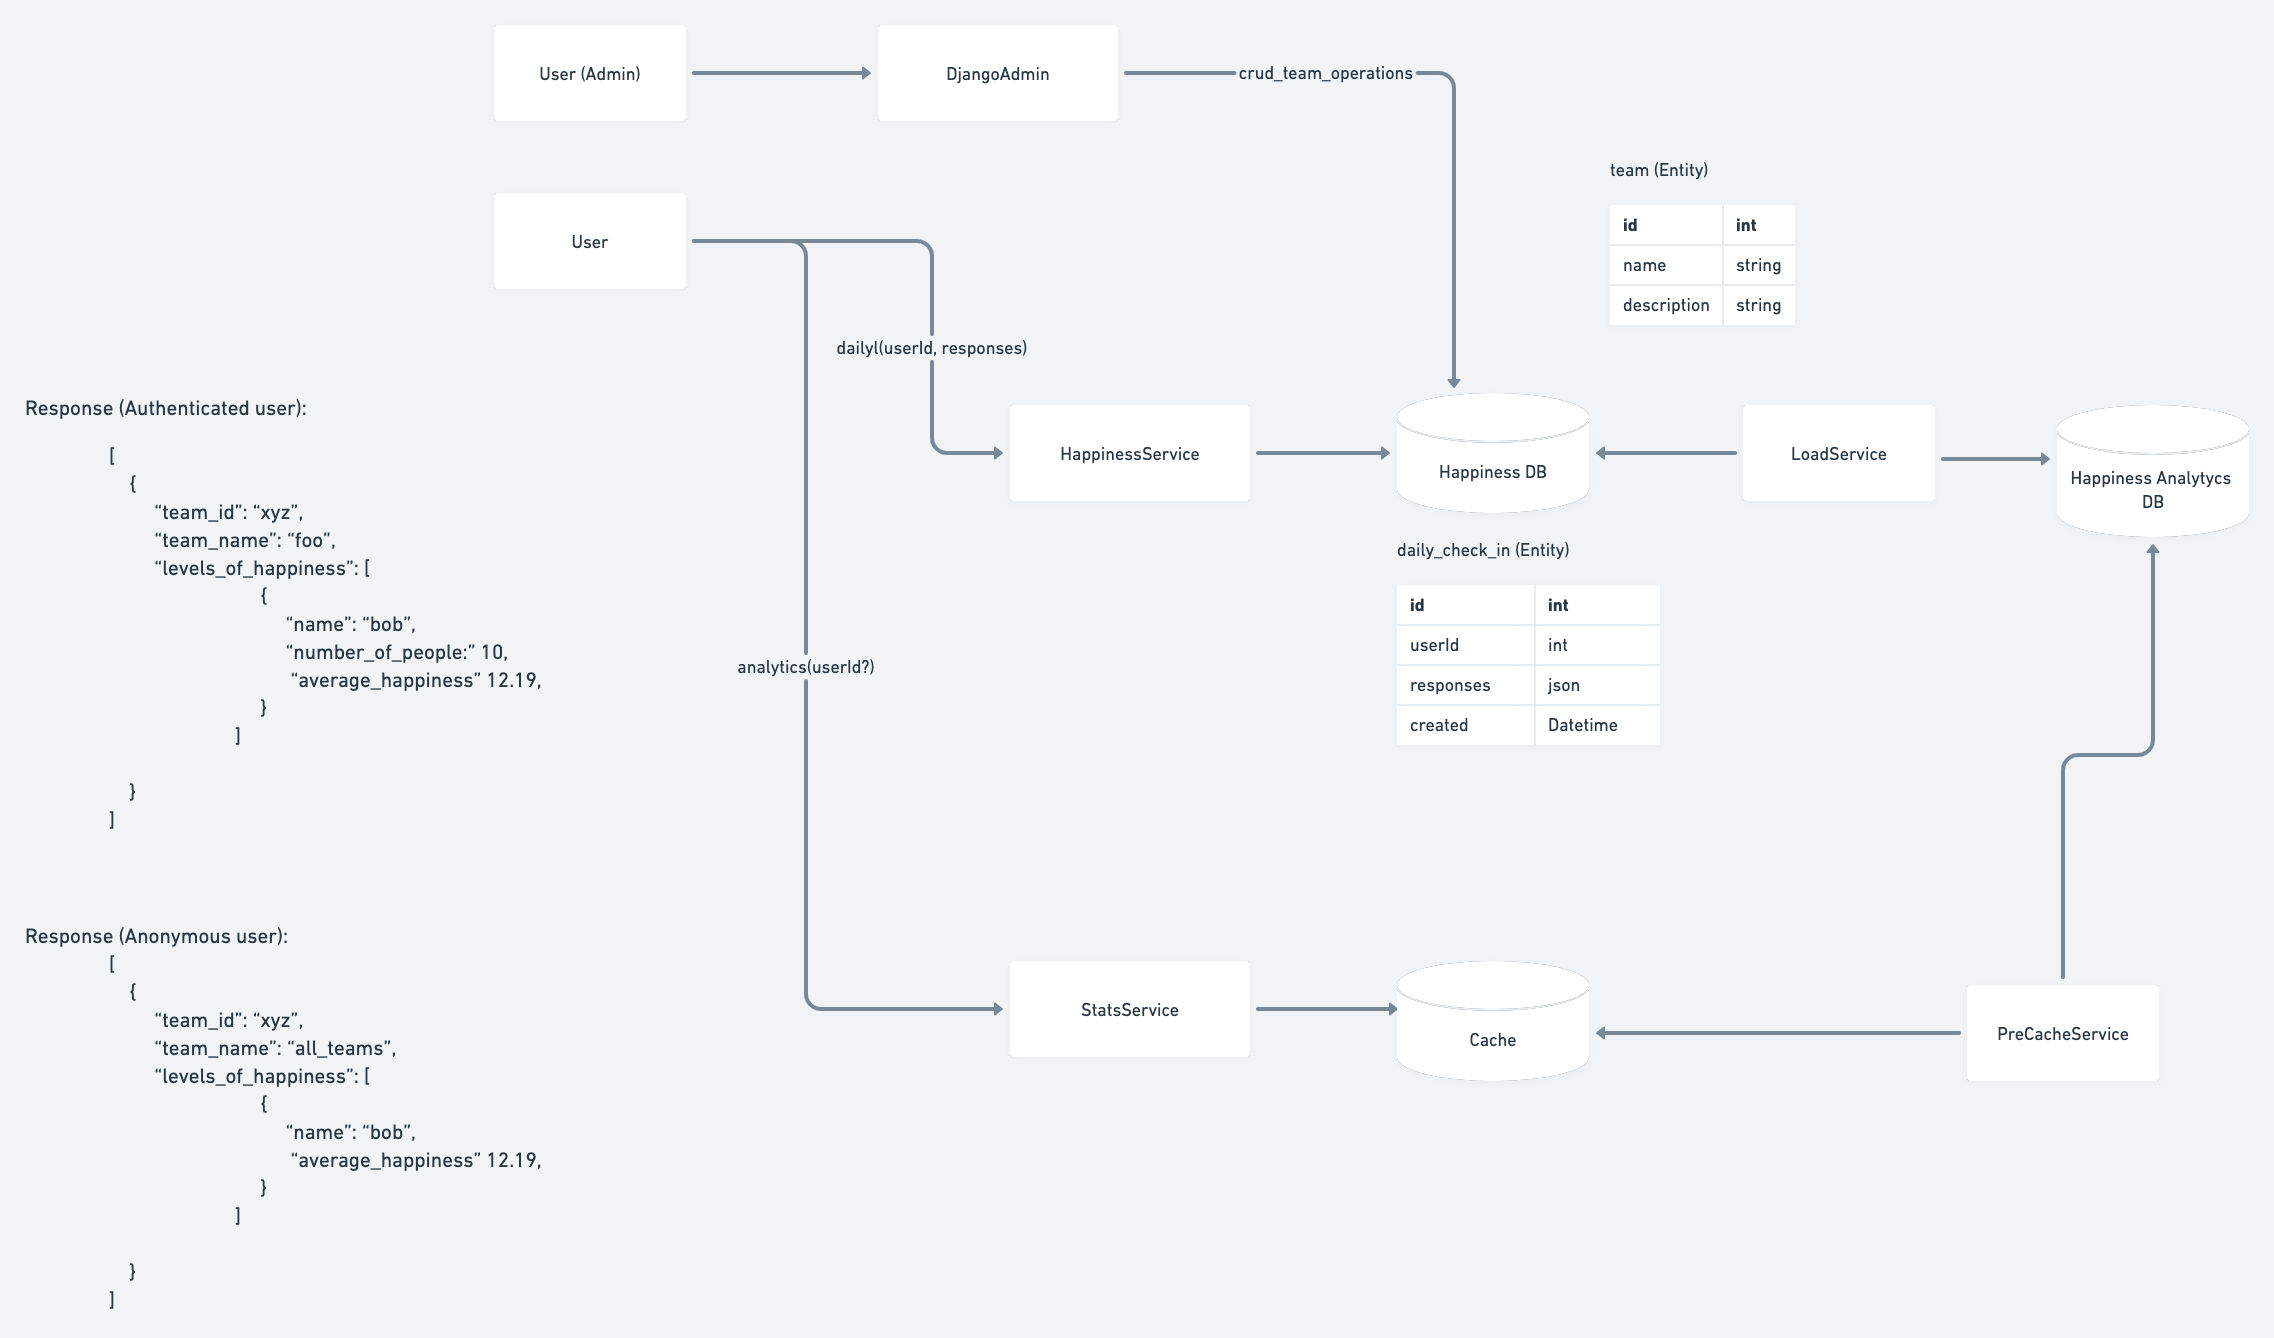 User (Admin)
DjangoAdmin
crud_team_operations
User
team (Entity)
id int
name string
description string
dailyl(userId, responses)
HappinessService
Happiness DB
LoadService
Happiness Analytycs
DB
daily_check_in (Entity)
id int
userId int
responses json
created Datetime
analytics(userId?)
StatsService
Cache
PreCacheService
Response (Authenticated user):
[
{
“team_id”: “xyz”,
“team_name”: “foo”,
“levels_of_happiness”: [
{
“name”: “bob”,
“number_of_people:” 10,
“average_happiness” 12.19,
}
]
}
]
Response (Anonymous user):
[
{
“team_id”: “xyz”,
“team_name”: “all_teams”,
“levels_of_happiness”: [
{
“name”: “bob”,
“average_happiness” 12.19,
}
]
}
]